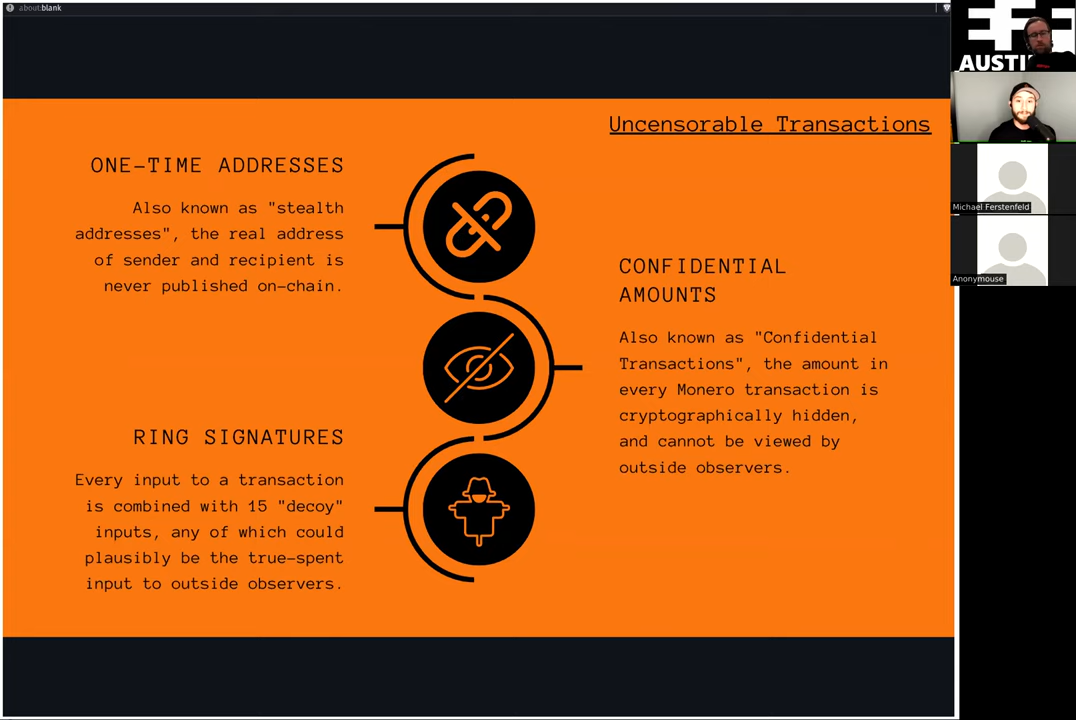 about:blank
Uncensorable Transactions
ONE-TIME ADDRESSES
Also known as "stealth
addresses", the real address
of sender and recipient is
never published on-chain.
CONFIDENTIAL
AMOUNTS
Also known as "Confidential
Transactions", the amount in
every Monero transaction is
cryptographically hidden,
and cannot be viewed by
outside observers.
RING SIGNATURES
Every input to a transaction
is combined with 15 "decoy"
inputs, any of which could
plausibly be the true-spent
input to outside observers.
Michael Ferstenfeld
Anonymouse